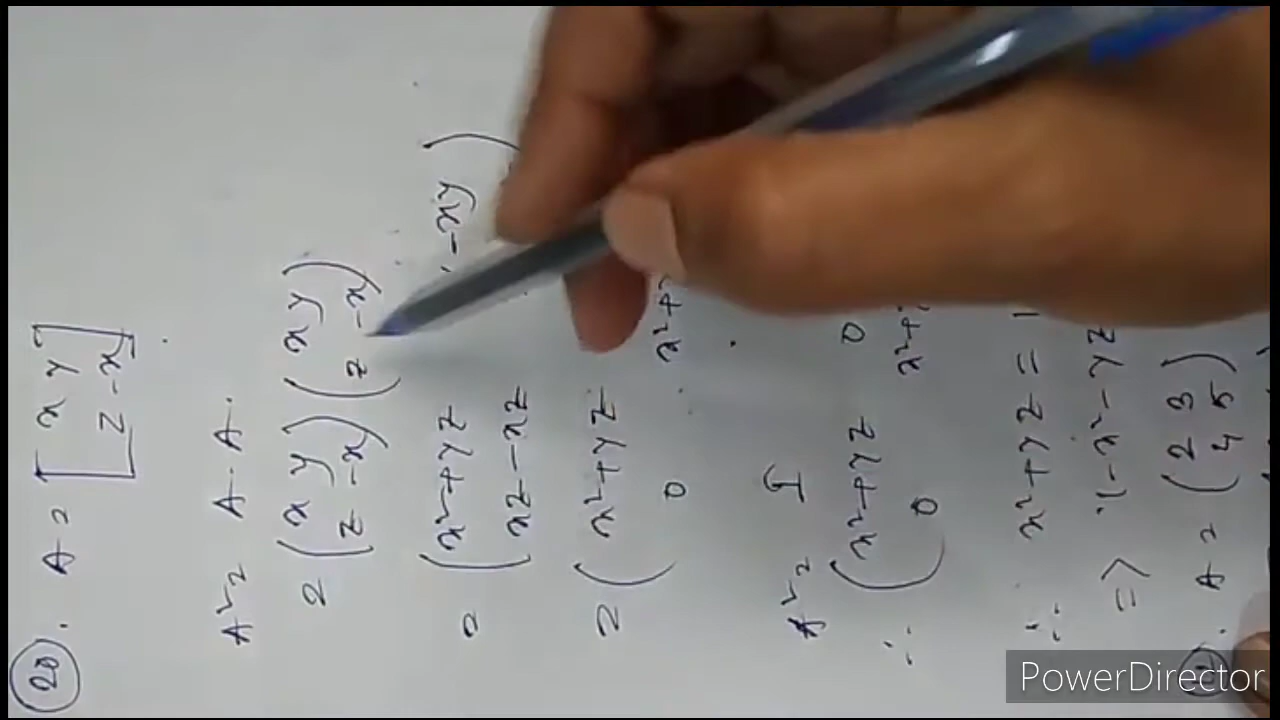 20. A = [x y
z -x]
A² = A·A.
= (x y
z -x) (x y
z -x)
= (x²+yz -xy)
xz-xz
= (x²+yz
0 x²+y
A² = I
∴ (x²+yz 0
0 x²+y
∴ x²+yz = 1
=> 1-x²-yz
A = (2 3
4 5)
PowerDirector